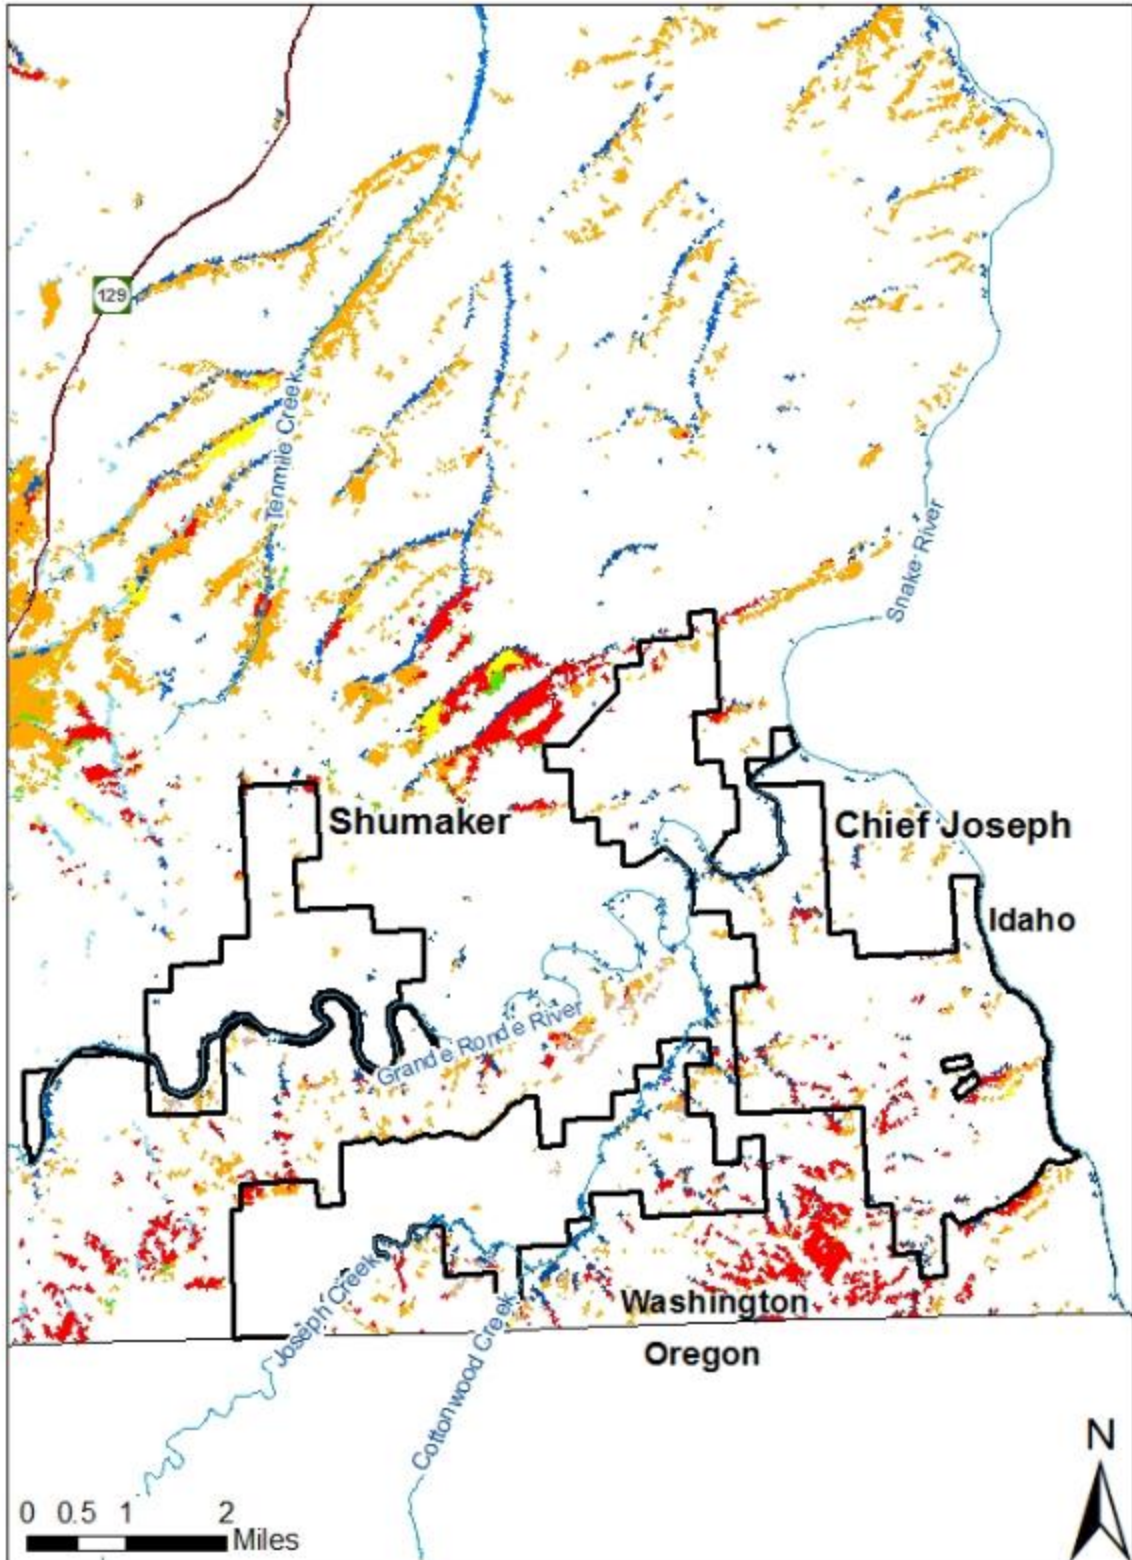 129
Tenmile Creek
Snake River
Shumaker
Chief Joseph
Idaho
Grande Ronde River
Washington
Joseph Creek
Oregon
Cottonwood Creek
N
0 0.5 1 2
Miles